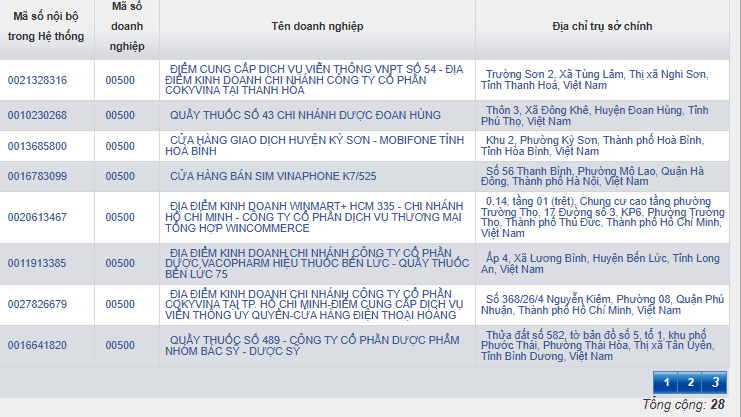 Mã số nội bộ
trong Hệ thống
Mã số
doanh
nghiệp
Tên doanh nghiệp
Địa chỉ trụ sở chính
0021328316
00500
ĐIỂM CUNG CẤP DỊCH VỤ VIỄN THÔNG VNPT SỐ 54 - ĐỊA
ĐIỂM KINH DOANH CHI NHÁNH CÔNG TY CỔ PHẦN
COKYVINA TẠI THANH HÓA
Trường Sơn 2, Xã Tùng Lâm, Thị xã Nghi Sơn,
Tỉnh Thanh Hoá, Việt Nam
0010230268
00500
QUẦY THUỐC SỐ 43 CHI NHÁNH DƯỢC ĐOAN HÙNG
Thôn 3, Xã Đông Khê, Huyện Đoan Hùng, Tỉnh
Phú Thọ, Việt Nam
0013685800
00500
CỬA HÀNG GIAO DỊCH HUYỆN KỲ SƠN - MOBIFONE TỈNH
HOÀ BÌNH
Khu 2, Phường Kỳ Sơn, Thành phố Hoà Bình,
Tỉnh Hòa Bình, Việt Nam
0016783099
00500
CỬA HÀNG BÁN SIM VINAPHONE K7/525
Số 56 Thanh Bình, Phường Mộ Lao, Quận Hà
Đông, Thành phố Hà Nội, Việt Nam
0020613467
00500
ĐỊA ĐIỂM KINH DOANH WINMART+ HCM 335 - CHI NHÁNH
HỒ CHÍ MINH - CÔNG TY CỔ PHẦN DỊCH VỤ THƯƠNG MẠI
TỔNG HỢP WINCOMMERCE
0.14, tầng 01 (trệt), Chung cư cao tầng phường
Trường Thọ, 17 Đường số 3, KP6, Phường Trường
Thọ, Thành phố Thủ Đức, Thành phố Hồ Chí Minh,
Việt Nam
0011913385
00500
ĐỊA ĐIỂM KINH DOANH CHI NHÁNH CÔNG TY CỔ PHẦN
DƯỢC VACOPHARM HIỆU THUỐC BẾN LỨC - QUẦY THUỐC
BẾN LỨC 75
Ấp 4, Xã Lương Bình, Huyện Bến Lức, Tỉnh Long
An, Việt Nam
0027826679
00500
ĐỊA ĐIỂM KINH DOANH CHI NHÁNH CÔNG TY CỔ PHẦN
COKYVINA TẠI TP. HỒ CHÍ MINH-ĐIỂM CUNG CẤP DỊCH VỤ
VIỄN THÔNG ỦY QUYỀN-CỬA HÀNG ĐIỆN THOẠI HOÀNG
Số 368/26/4 Nguyễn Kiệm, Phường 08, Quận Phú
Nhuận, Thành phố Hồ Chí Minh, Việt Nam
0016641820
00500
QUẦY THUỐC SỐ 489 - CÔNG TY CỔ PHẦN DƯỢC PHẨM
NHÓM BÁC SỸ - DƯỢC SỸ
Thửa đất số 582, tờ bản đồ số 5, tổ 1, khu phố
Phước Thái, Phường Thái Hòa, Thị xã Tân Uyên,
Tỉnh Bình Dương, Việt Nam
1 2 3
Tổng cộng: 28